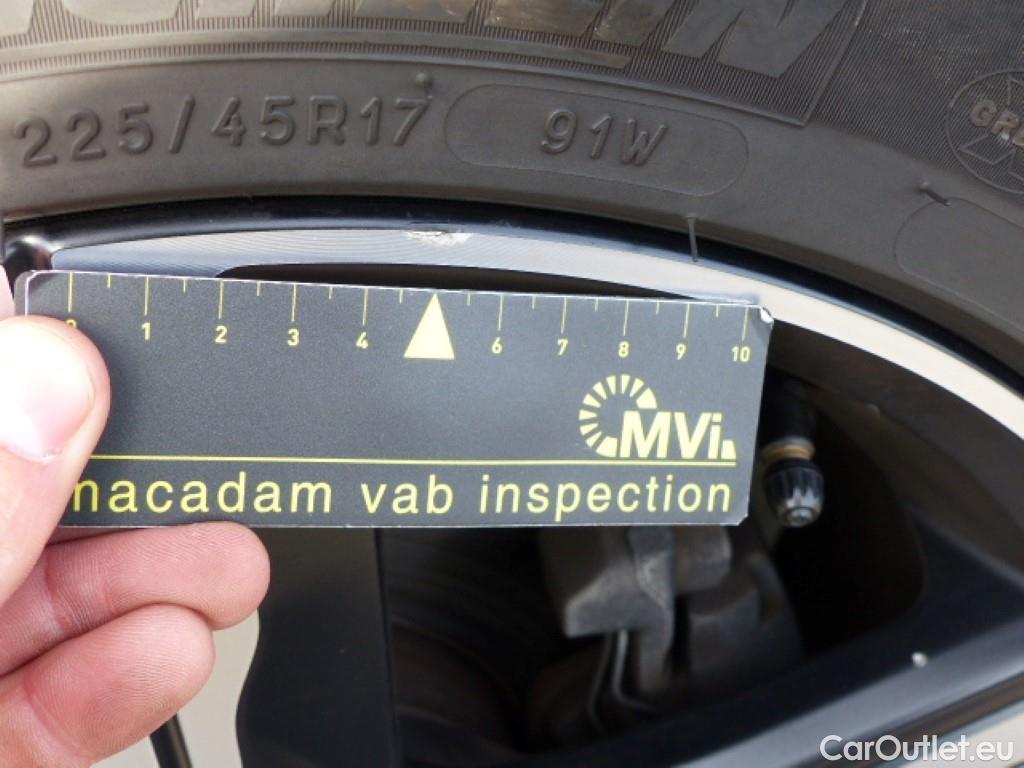 225/45R17 91W
0 1 2 3 4 6 7 8 9 10
MVi
macadam vab inspection
CarOutlet.eu